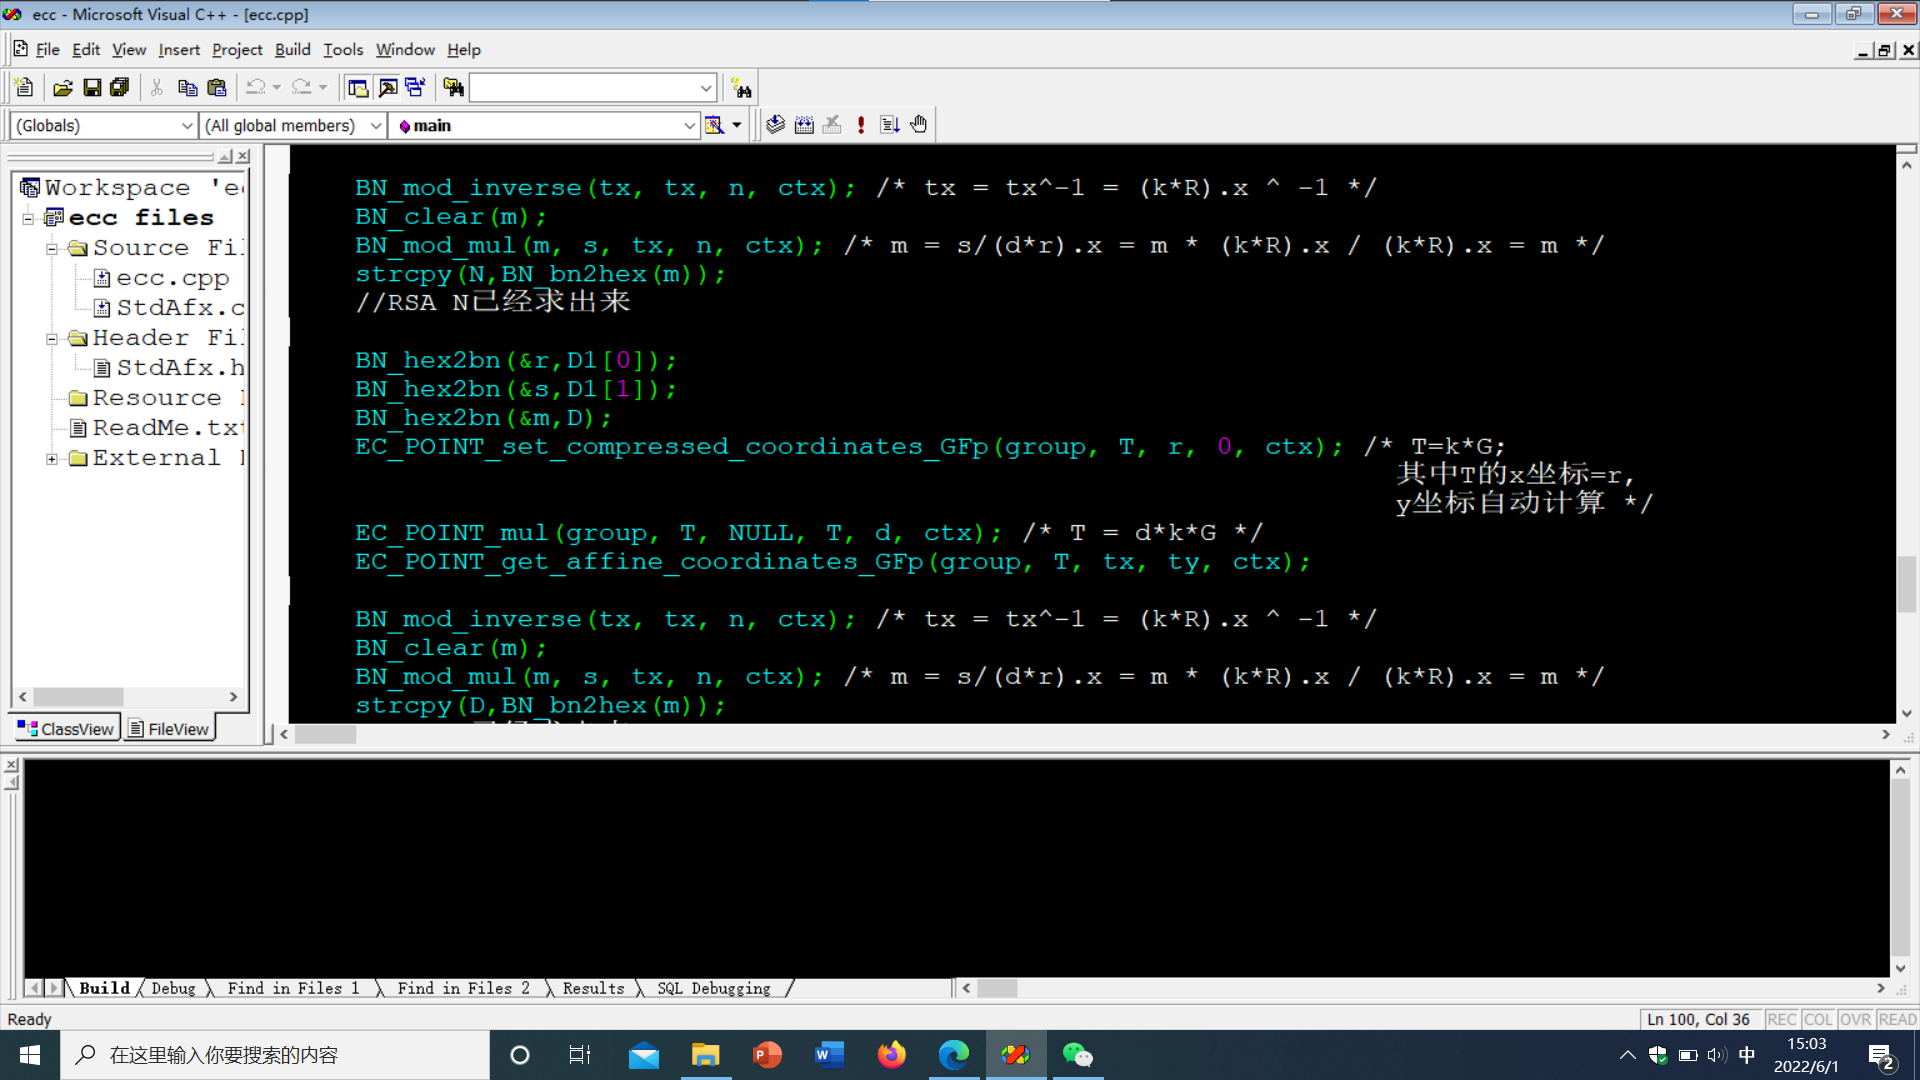 ecc - Microsoft Visual C++ - [ecc.cpp]
File Edit View Insert Project Build Tools Window Help
(Globals) (All global members) main
Workspace 'ec
ecc files
Source Fil
ecc.cpp
StdAfx.c
Header Fil
StdAfx.h
Resource
ReadMe.txt
External
ClassView FileView
BN_mod_inverse(tx, tx, n, ctx); /* tx = tx^-1 = (k*R).x ^ -1 */
BN_clear(m);
BN_mod_mul(m, s, tx, n, ctx); /* m = s/(d*r).x = m * (k*R).x / (k*R).x = m */
strcpy(N,BN_bn2hex(m));
//RSA N已经求出来
BN_hex2bn(&r,D1[0]);
BN_hex2bn(&s,D1[1]);
BN_hex2bn(&m,D);
EC_POINT_set_compressed_coordinates_GFp(group, T, r, 0, ctx); /* T=k*G;
其中T的x坐标=r,
y坐标自动计算 */
EC_POINT_mul(group, T, NULL, T, d, ctx); /* T = d*k*G */
EC_POINT_get_affine_coordinates_GFp(group, T, tx, ty, ctx);
BN_mod_inverse(tx, tx, n, ctx); /* tx = tx^-1 = (k*R).x ^ -1 */
BN_clear(m);
BN_mod_mul(m, s, tx, n, ctx); /* m = s/(d*r).x = m * (k*R).x / (k*R).x = m */
strcpy(D,BN_bn2hex(m));
Build Debug Find in Files 1 Find in Files 2 Results SQL Debugging
Ready
Ln 100, Col 36 REC COL OVR READ
在这里输入你要搜索的内容
中
15:03
2022/6/1
2